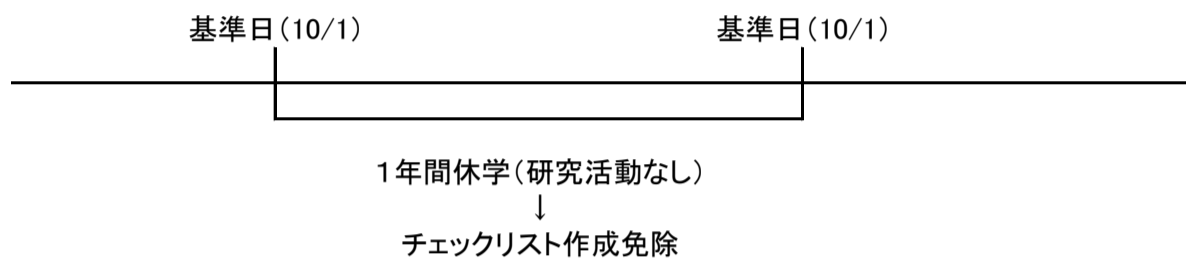 基準日(10/1) 基準日(10/1)
1年間休学(研究活動なし)
↓
チェックリスト作成免除